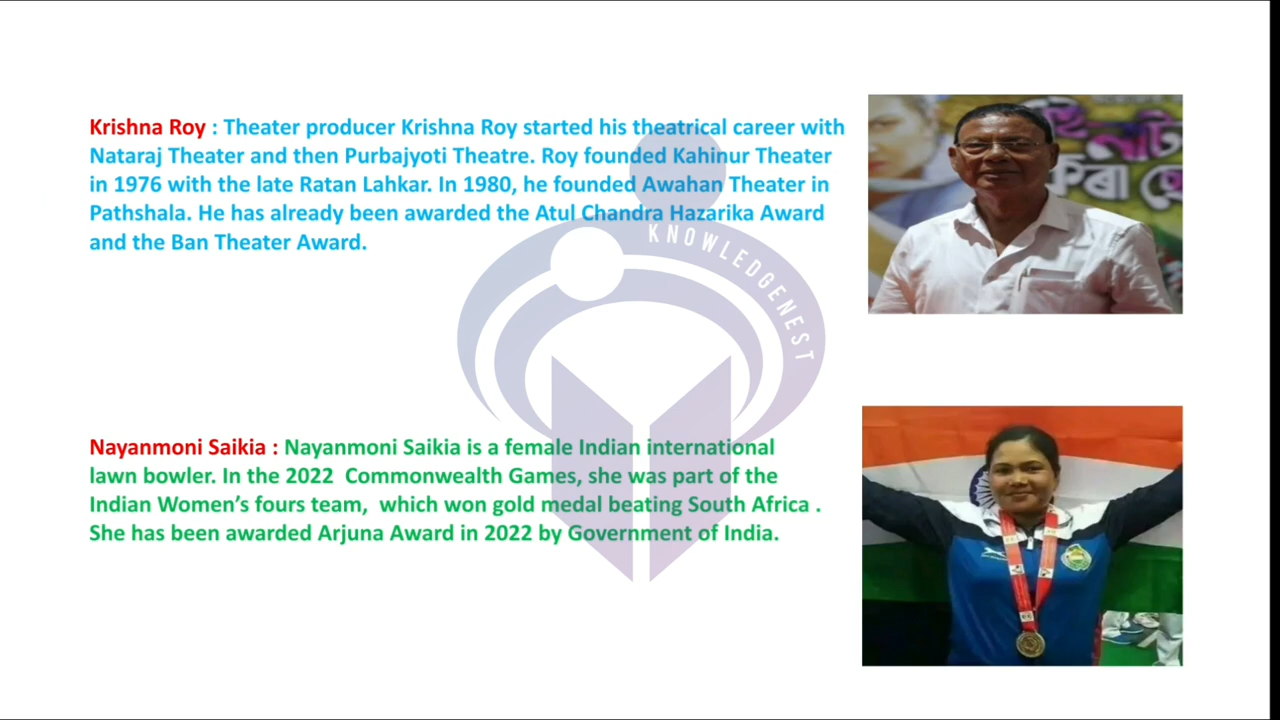 Krishna Roy : Theater producer Krishna Roy started his theatrical career with
Nataraj Theater and then Purbajyoti Theatre. Roy founded Kahinur Theater
in 1976 with the late Ratan Lahkar. In 1980, he founded Awahan Theater in
Pathshala. He has already been awarded the Atul Chandra Hazarika Award
and the Ban Theater Award.
KNOWLEDGENEST
Nayanmoni Saikia : Nayanmoni Saikia is a female Indian international
lawn bowler. In the 2022  Commonwealth Games, she was part of the
Indian Women’s fours team,  which won gold medal beating South Africa .
She has been awarded Arjuna Award in 2022 by Government of India.